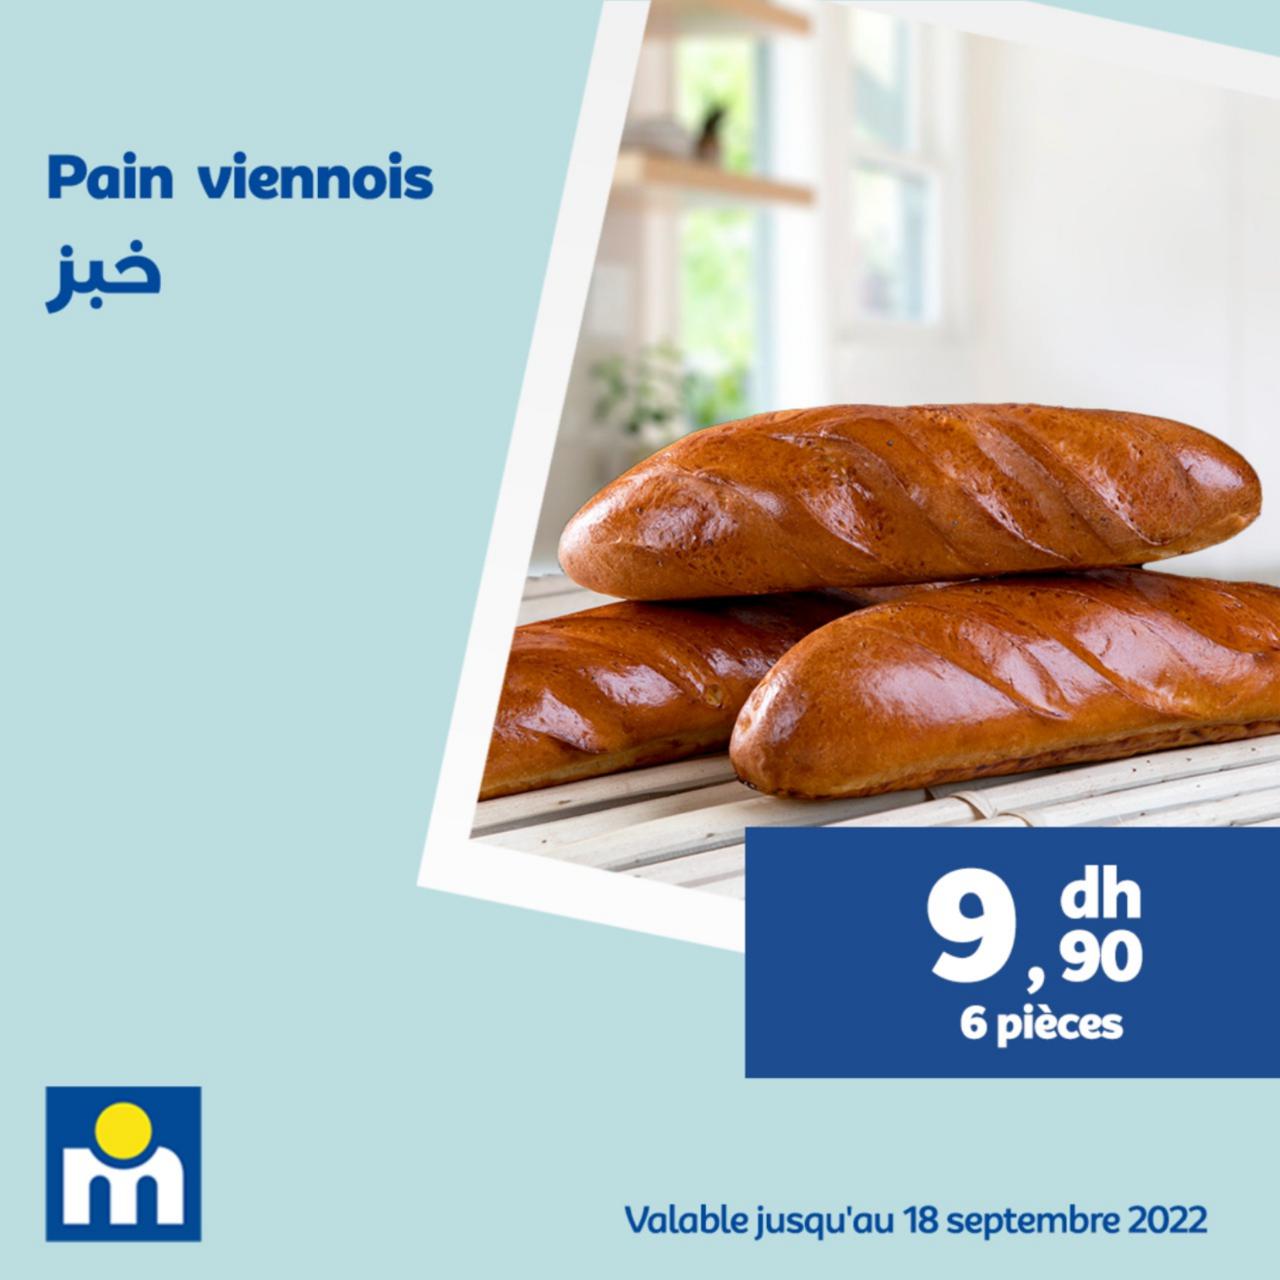 Pain viennois
خبز
9,90 dh
6 pièces
m
Valable jusqu'au 18 septembre 2022